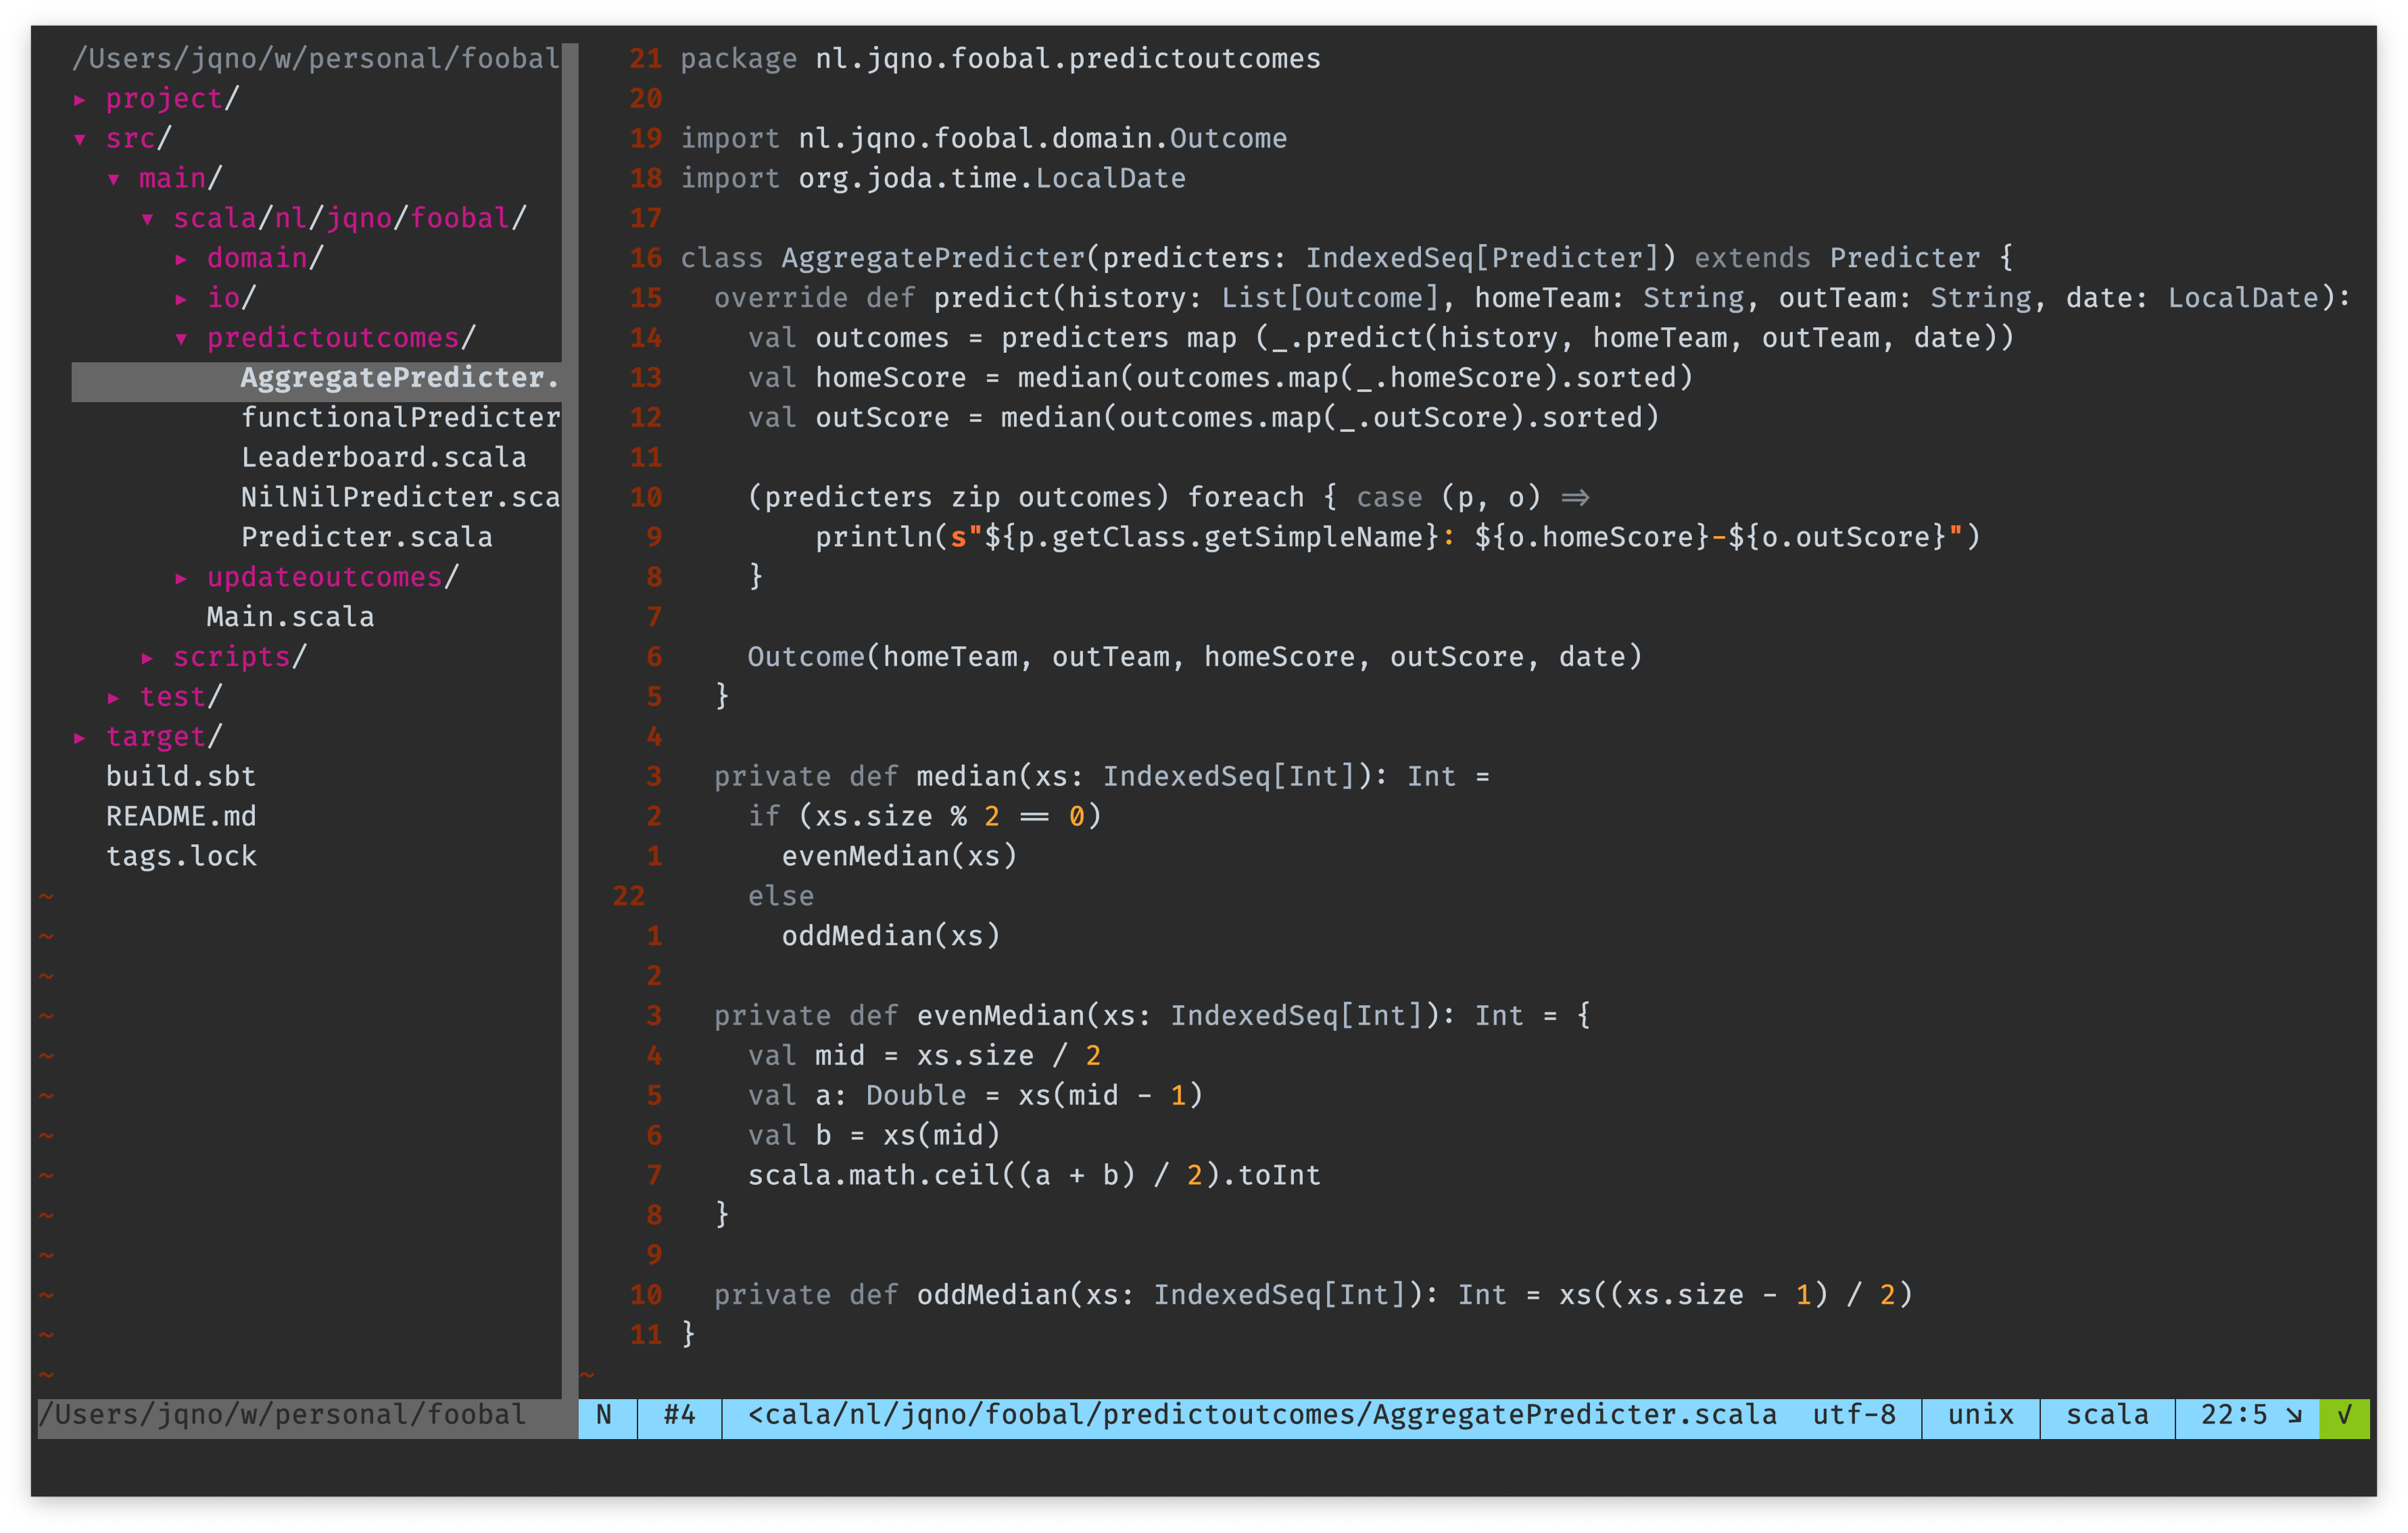 /Users/jqno/w/personal/foobal
▸ project/
▾ src/
▾ main/
▾ scala/nl/jqno/foobal/
▸ domain/
▸ io/
▾ predictoutcomes/
AggregatePredicter.
functionalPredicter
Leaderboard.scala
NilNilPredicter.sca
Predicter.scala
▸ updateoutcomes/
Main.scala
▸ scripts/
▸ test/
▸ target/
build.sbt
README.md
tags.lock
~
~
~
~
~
~
~
~
~
~
~
~
~
/Users/jqno/w/personal/foobal
21 package nl.jqno.foobal.predictoutcomes
20
19 import nl.jqno.foobal.domain.Outcome
18 import org.joda.time.LocalDate
17
16 class AggregatePredicter(predicters: IndexedSeq[Predicter]) extends Predicter {
15   override def predict(history: List[Outcome], homeTeam: String, outTeam: String, date: LocalDate):
14     val outcomes = predicters map (_.predict(history, homeTeam, outTeam, date))
13     val homeScore = median(outcomes.map(_.homeScore).sorted)
12     val outScore = median(outcomes.map(_.outScore).sorted)
11
10     (predicters zip outcomes) foreach { case (p, o) ⇒
9         println(s"${p.getClass.getSimpleName}: ${o.homeScore}-${o.outScore}")
8     }
7
6     Outcome(homeTeam, outTeam, homeScore, outScore, date)
5   }
4
3   private def median(xs: IndexedSeq[Int]): Int =
2     if (xs.size % 2 == 0)
1       evenMedian(xs)
22     else
1       oddMedian(xs)
2
3   private def evenMedian(xs: IndexedSeq[Int]): Int = {
4     val mid = xs.size / 2
5     val a: Double = xs(mid - 1)
6     val b = xs(mid)
7     scala.math.ceil((a + b) / 2).toInt
8   }
9
10   private def oddMedian(xs: IndexedSeq[Int]): Int = xs((xs.size - 1) / 2)
11 }
~
N #4 <cala/nl/jqno/foobal/predictoutcomes/AggregatePredicter.scala utf-8 unix scala 22:5 ↘ √